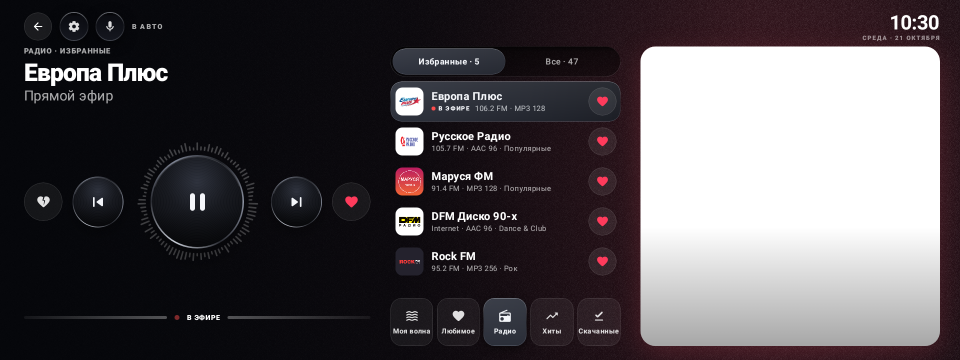 В АВТО
10:30
СРЕДА · 21 ОКТЯБРЯ
РАДИО · ИЗБРАННЫЕ
Европа Плюс
Прямой эфир
В ЭФИРЕ
Избранные · 5
Все · 47
Европа Плюс
В ЭФИРЕ 106.2 FM · MP3 128
Русское Радио
105.7 FM · AAC 96 · Популярные
Маруся ФМ
91.4 FM · MP3 128 · Популярные
DFM
РАДИО
DFM Диско 90-х
Internet · AAC 96 · Dance & Club
Rock FM
95.2 FM · MP3 256 · Рок
Моя волна
Любимое
Радио
Хиты
Скачанные